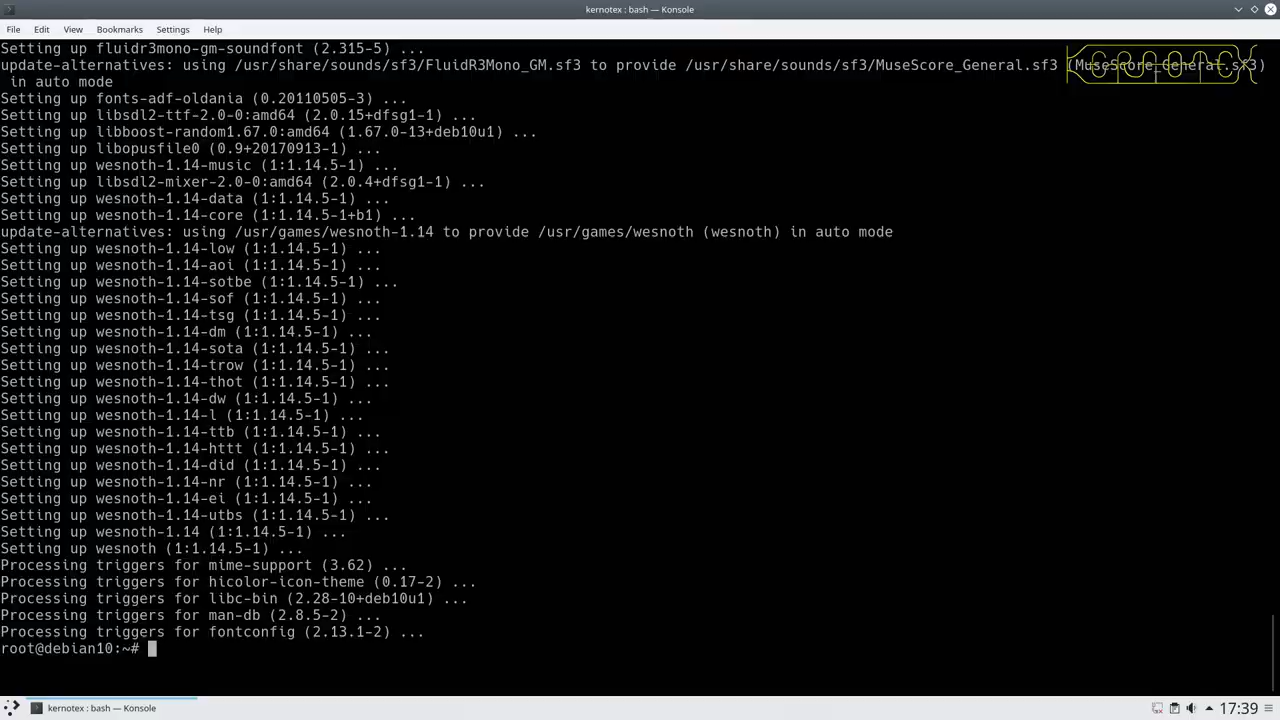 kernotex : bash — Konsole
File Edit View Bookmarks Settings Help
Setting up fluidr3mono-gm-soundfont (2.315-5) ...
update-alternatives: using /usr/share/sounds/sf3/FluidR3Mono_GM.sf3 to provide /usr/share/sounds/sf3/MuseScore_General.sf3 (MuseScore_General.sf3)
in auto mode
Setting up fonts-adf-oldania (0.20110505-3) ...
Setting up libsdl2-ttf-2.0-0:amd64 (2.0.15+dfsg1-1) ...
Setting up libboost-random1.67.0:amd64 (1.67.0-13+deb10u1) ...
Setting up libopusfile0 (0.9+20170913-1) ...
Setting up wesnoth-1.14-music (1:1.14.5-1) ...
Setting up libsdl2-mixer-2.0-0:amd64 (2.0.4+dfsg1-1) ...
Setting up wesnoth-1.14-data (1:1.14.5-1) ...
Setting up wesnoth-1.14-core (1:1.14.5-1+b1) ...
update-alternatives: using /usr/games/wesnoth-1.14 to provide /usr/games/wesnoth (wesnoth) in auto mode
Setting up wesnoth-1.14-low (1:1.14.5-1) ...
Setting up wesnoth-1.14-aoi (1:1.14.5-1) ...
Setting up wesnoth-1.14-sotbe (1:1.14.5-1) ...
Setting up wesnoth-1.14-sof (1:1.14.5-1) ...
Setting up wesnoth-1.14-tsg (1:1.14.5-1) ...
Setting up wesnoth-1.14-dm (1:1.14.5-1) ...
Setting up wesnoth-1.14-sota (1:1.14.5-1) ...
Setting up wesnoth-1.14-trow (1:1.14.5-1) ...
Setting up wesnoth-1.14-thot (1:1.14.5-1) ...
Setting up wesnoth-1.14-dw (1:1.14.5-1) ...
Setting up wesnoth-1.14-l (1:1.14.5-1) ...
Setting up wesnoth-1.14-ttb (1:1.14.5-1) ...
Setting up wesnoth-1.14-httt (1:1.14.5-1) ...
Setting up wesnoth-1.14-did (1:1.14.5-1) ...
Setting up wesnoth-1.14-nr (1:1.14.5-1) ...
Setting up wesnoth-1.14-ei (1:1.14.5-1) ...
Setting up wesnoth-1.14-utbs (1:1.14.5-1) ...
Setting up wesnoth-1.14 (1:1.14.5-1) ...
Setting up wesnoth (1:1.14.5-1) ...
Processing triggers for mime-support (3.62) ...
Processing triggers for hicolor-icon-theme (0.17-2) ...
Processing triggers for libc-bin (2.28-10+deb10u1) ...
Processing triggers for man-db (2.8.5-2) ...
Processing triggers for fontconfig (2.13.1-2) ...
root@debian10:~#
kernotex : bash — Konsole
17:39